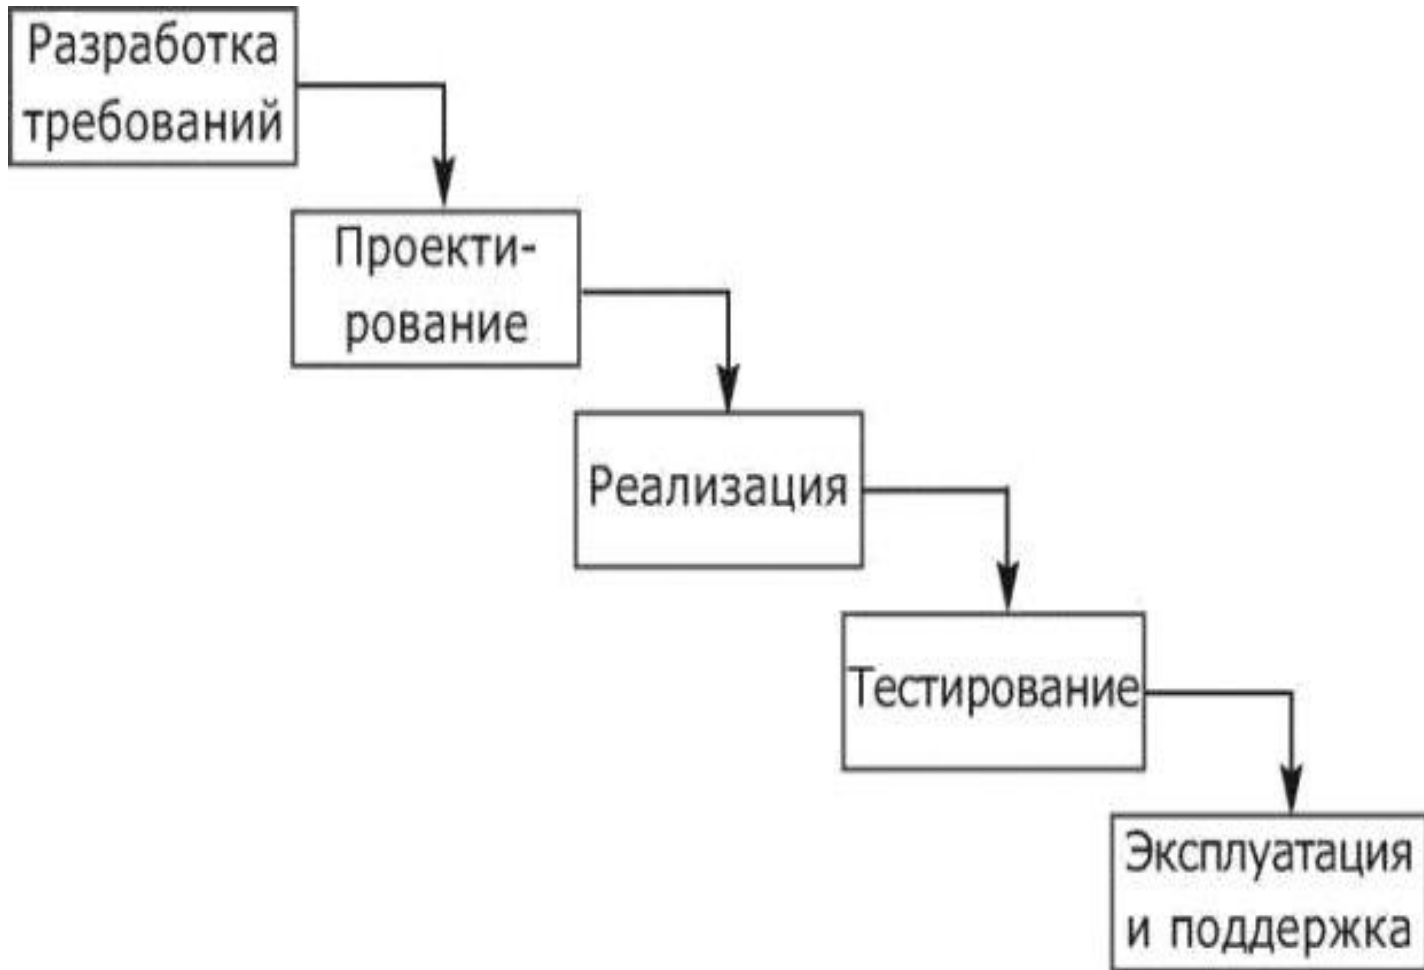 Разработка
требований
Проекти-
рование
Реализация
Тестирование
Эксплуатация
и поддержка